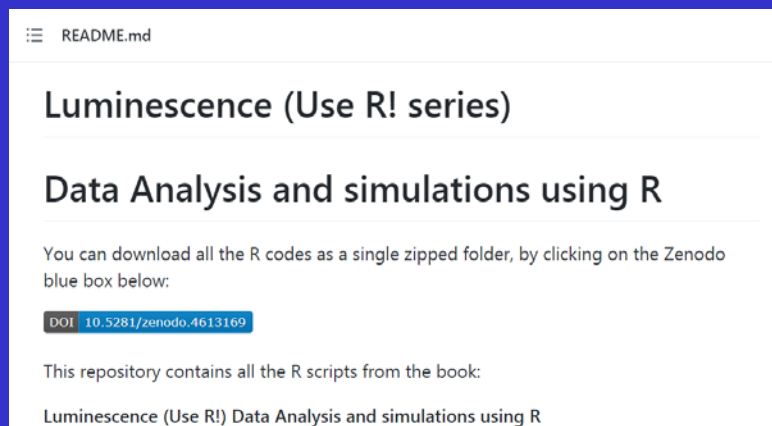 README.md
Luminescence (Use R! series)
Data Analysis and simulations using R
You can download all the R codes as a single zipped folder, by clicking on the Zenodo
blue box below:
DOI 10.5281/zenodo.4613169
This repository contains all the R scripts from the book:
Luminescence (Use R!) Data Analysis and simulations using R